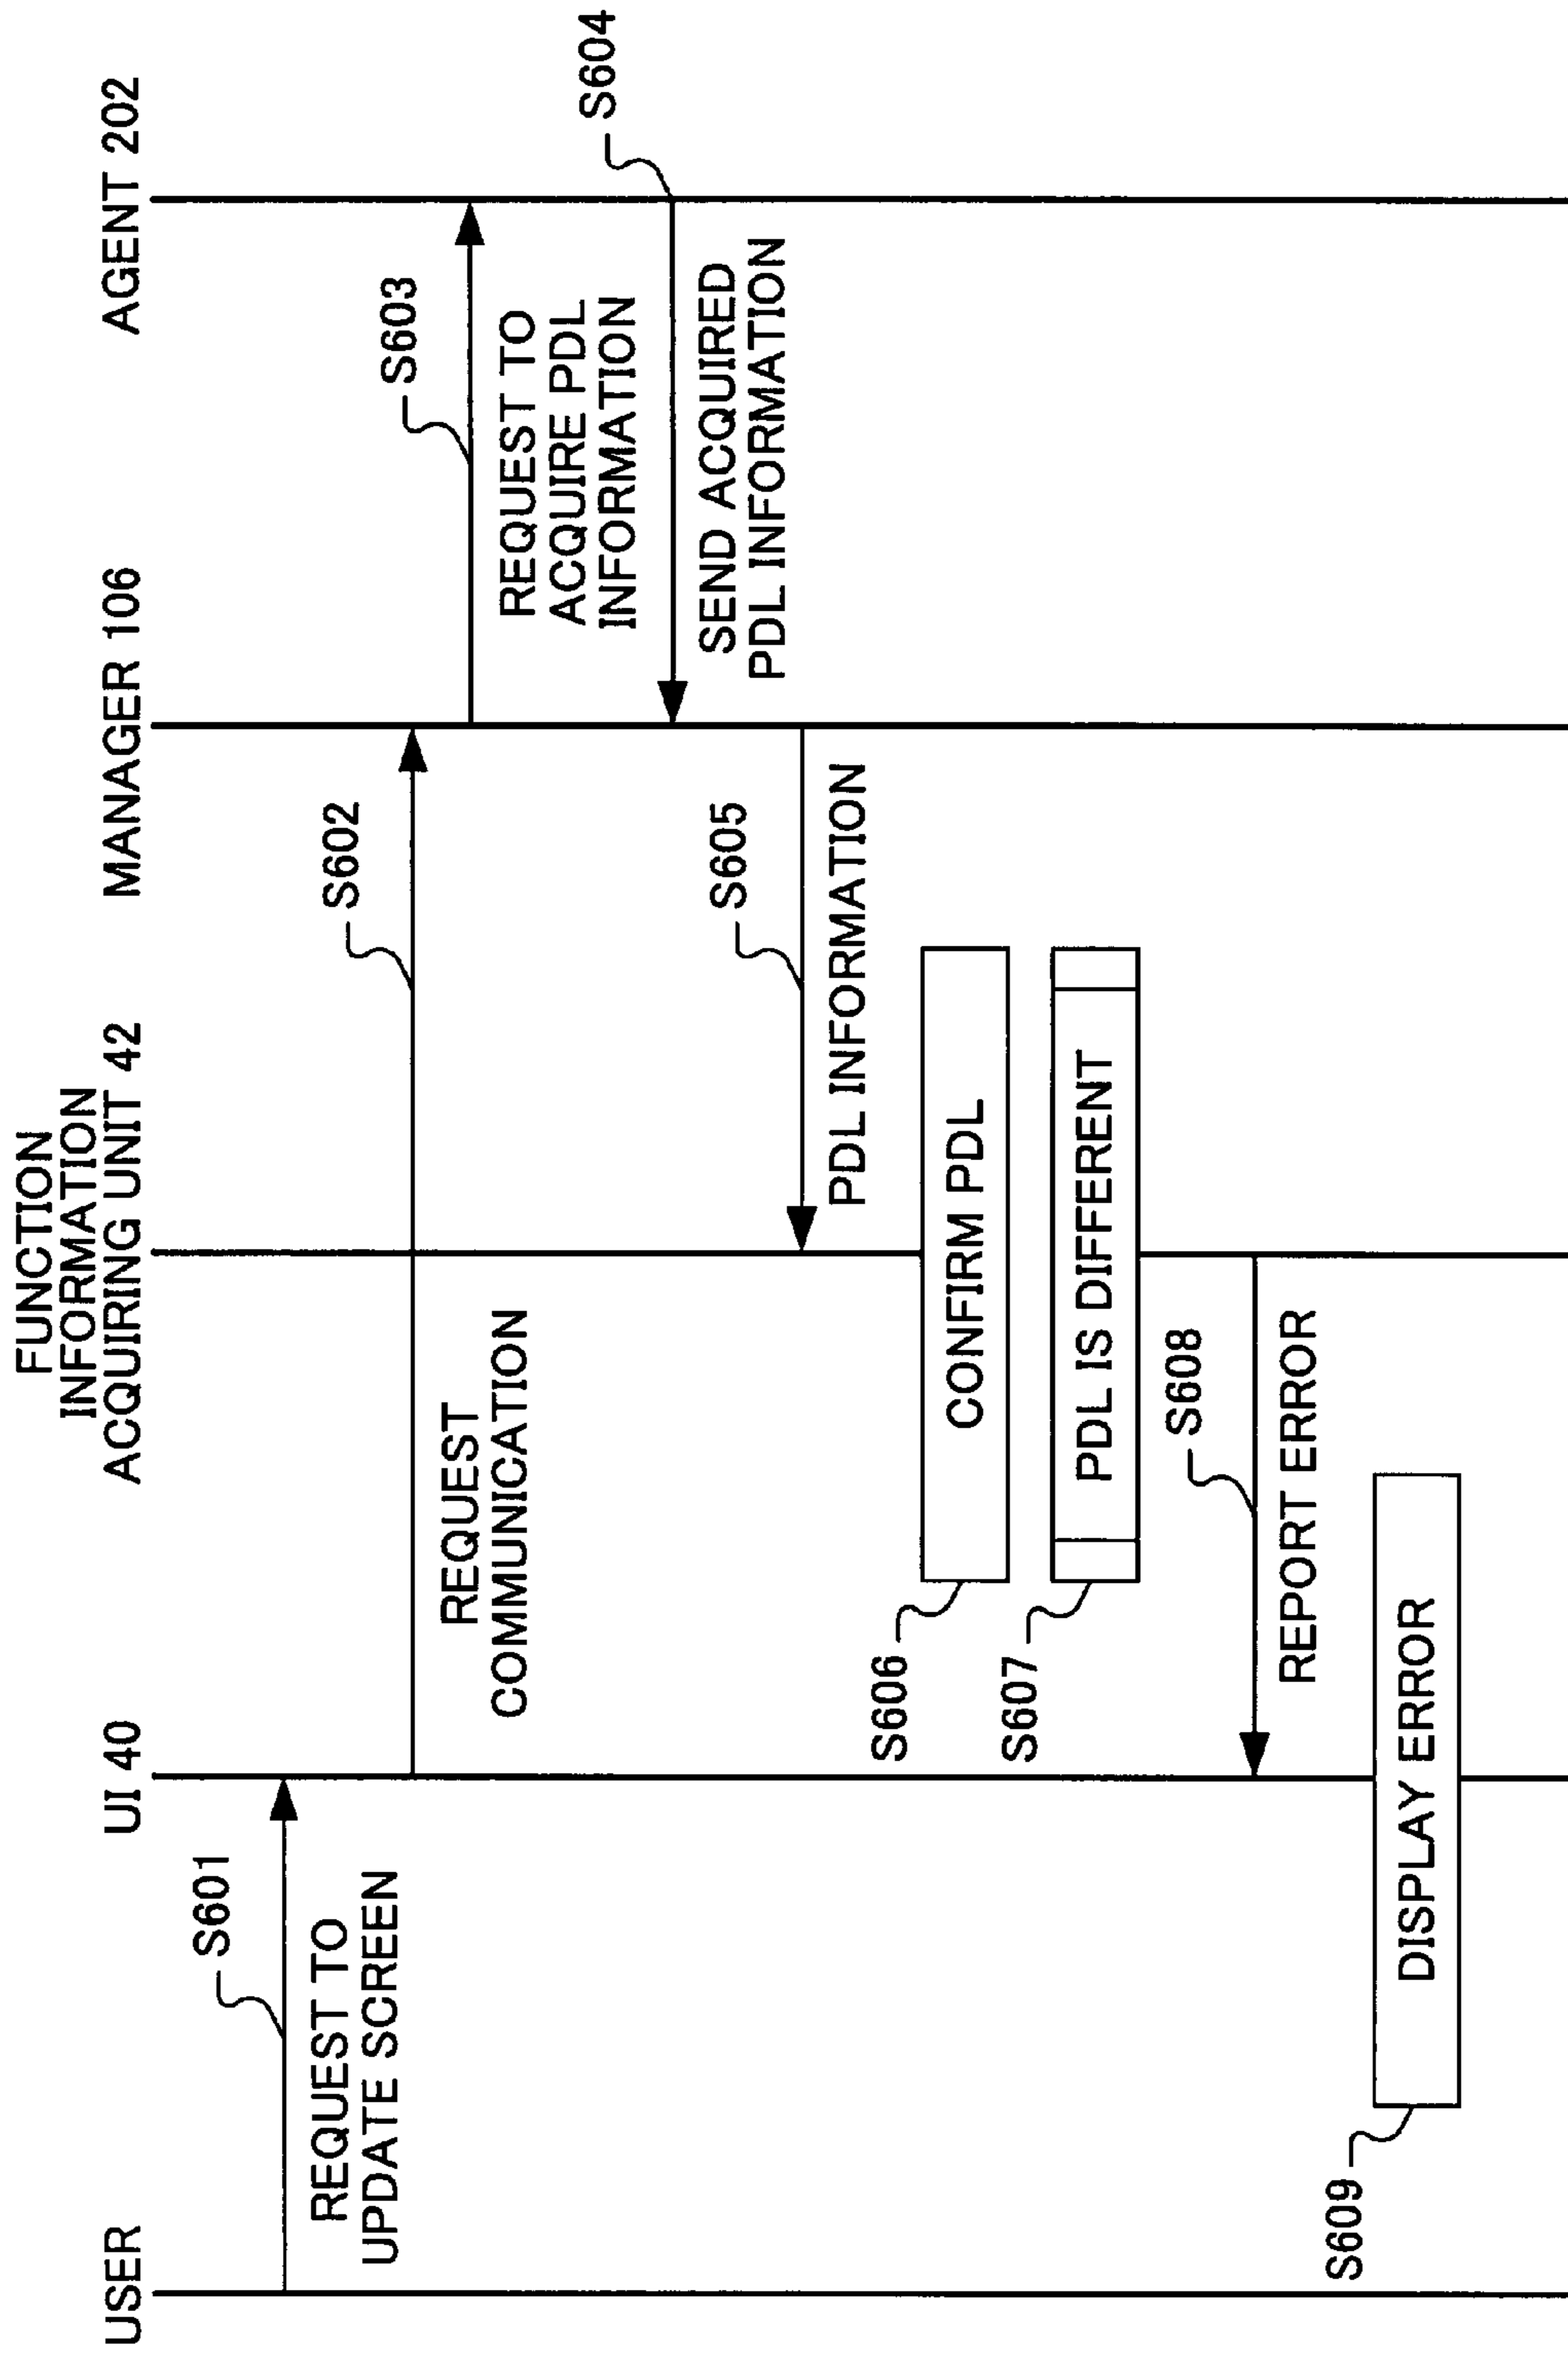 USER
UI 40
FUNCTION
INFORMATION
ACQUIRING UNIT 42
MANAGER 106
AGENT 202
S601
REQUEST TO
UPDATE SCREEN
S602
REQUEST
COMMUNICATION
S603
REQUEST TO
ACQUIRE PDL
INFORMATION
S604
SEND ACQUIRED
PDL INFORMATION
S605
PDL INFORMATION
S606
CONFIRM PDL
S607
PDL IS DIFFERENT
S608
REPORT ERROR
S609
DISPLAY ERROR